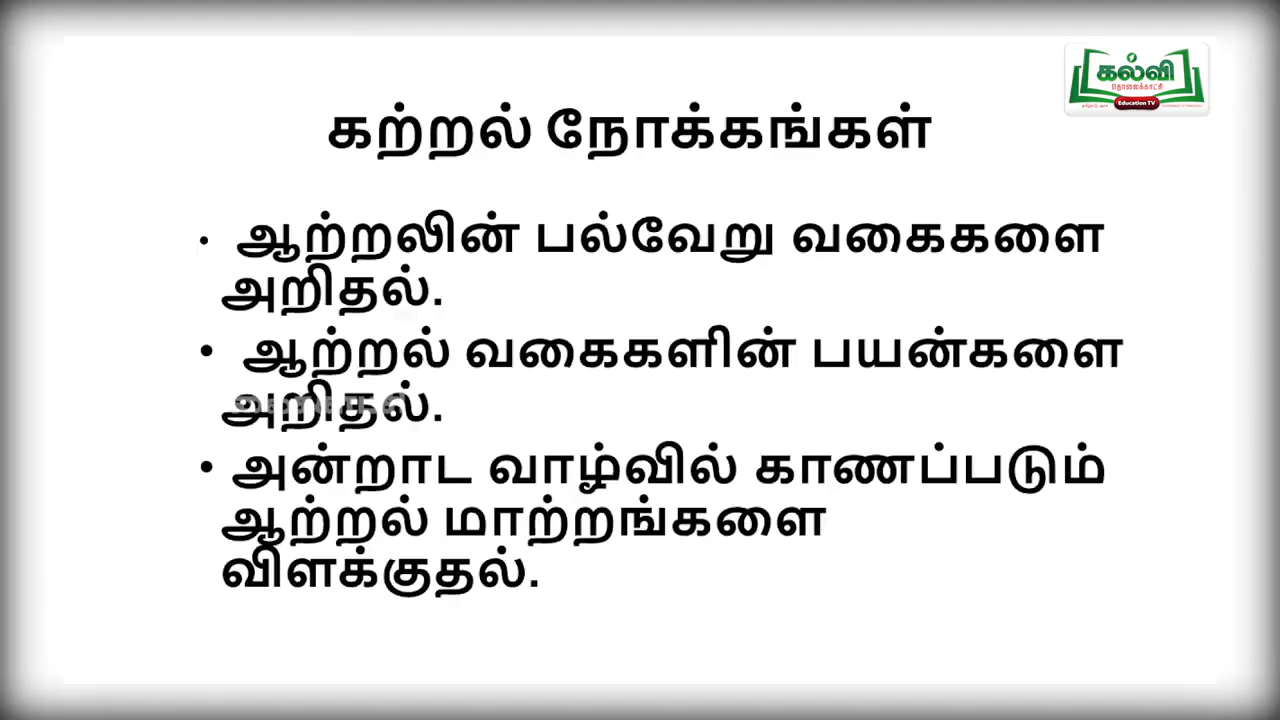 கல்வி
தொலைக்காட்சி
Education TV
கற்றல் நோக்கங்கள்
• ஆற்றலின் பல்வேறு வகைகளை
அறிதல்.
• ஆற்றல் வகைகளின் பயன்களை
அறிதல்.
• அன்றாட வாழ்வில் காணப்படும்
ஆற்றல் மாற்றங்களை
விளக்குதல்.